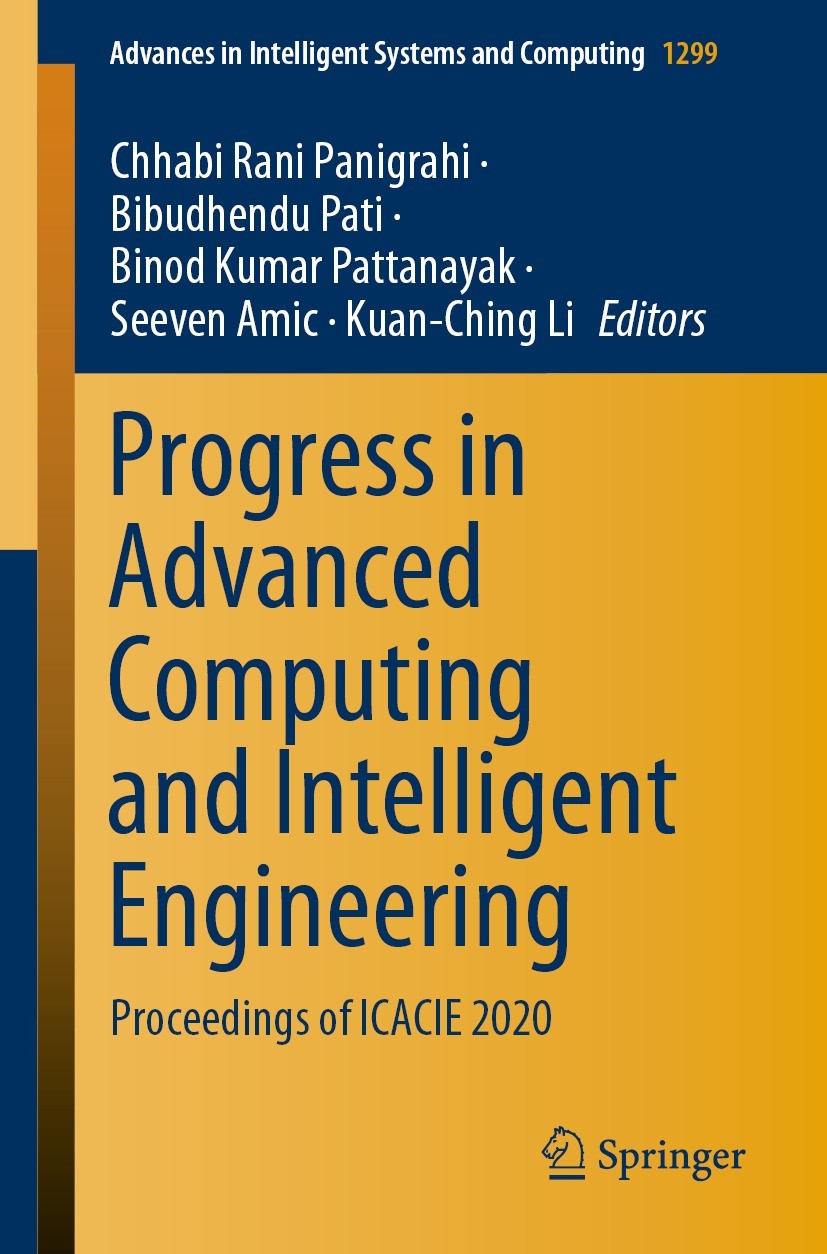 Advances in Intelligent Systems and Computing 1299
Chhabi Rani Panigrahi ·
Bibudhendu Pati ·
Binod Kumar Pattanayak ·
Seeven Amic · Kuan-Ching Li Editors
Progress in
Advanced
Computing
and Intelligent
Engineering
Proceedings of ICACIE 2020
Springer